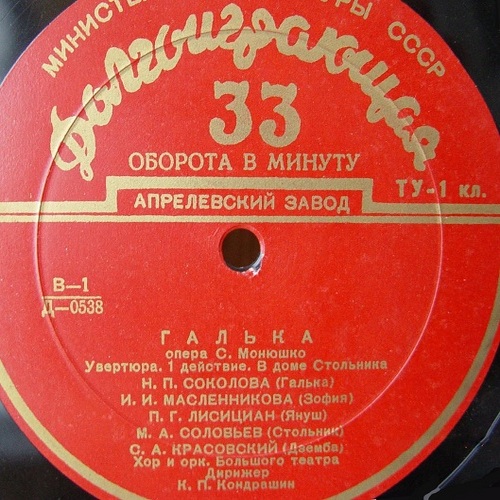 МИНИСТЕ
РЫ СССР
Долгоиграющая
33
ОБОРОТА В МИНУТУ
ТУ-1 кл.
АПРЕЛЕВСКИЙ ЗАВОД
В—1
Д—0538
ГАЛЬКА
опера С. Монюшко
Увертюра. 1 действие. В доме Стольника
Н. П. СОКОЛОВА (Галька)
И. И. МАСЛЕННИКОВА (Зофия)
П. Г. ЛИСИЦИАН (Януш)
М. А. СОЛОВЬЕВ (Стольник)
С. А. КРАСОВСКИЙ (Дземба)
Хор и орк. Большого театра
Дирижер
К. П. Кондрашин